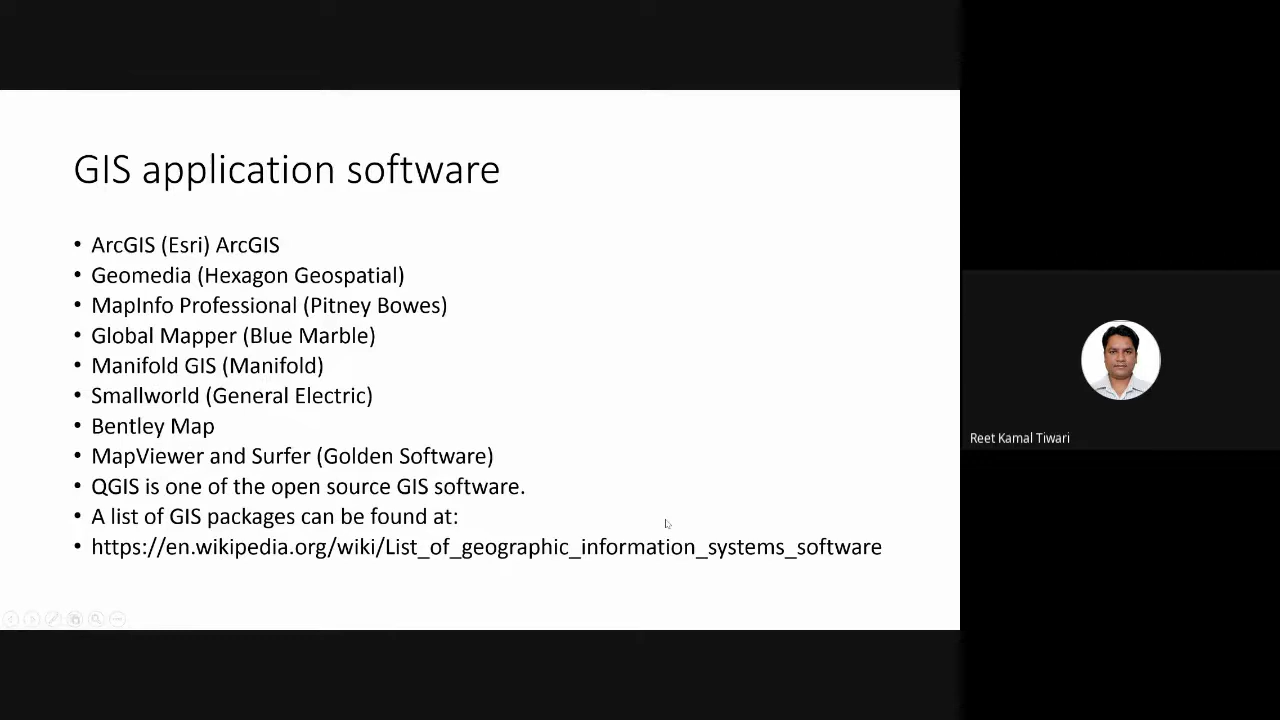 GIS application software
• ArcGIS (Esri) ArcGIS
• Geomedia (Hexagon Geospatial)
• MapInfo Professional (Pitney Bowes)
• Global Mapper (Blue Marble)
• Manifold GIS (Manifold)
• Smallworld (General Electric)
• Bentley Map
• MapViewer and Surfer (Golden Software)
• QGIS is one of the open source GIS software.
• A list of GIS packages can be found at:
• https://en.wikipedia.org/wiki/List_of_geographic_information_systems_software
Reet Kamal Tiwari